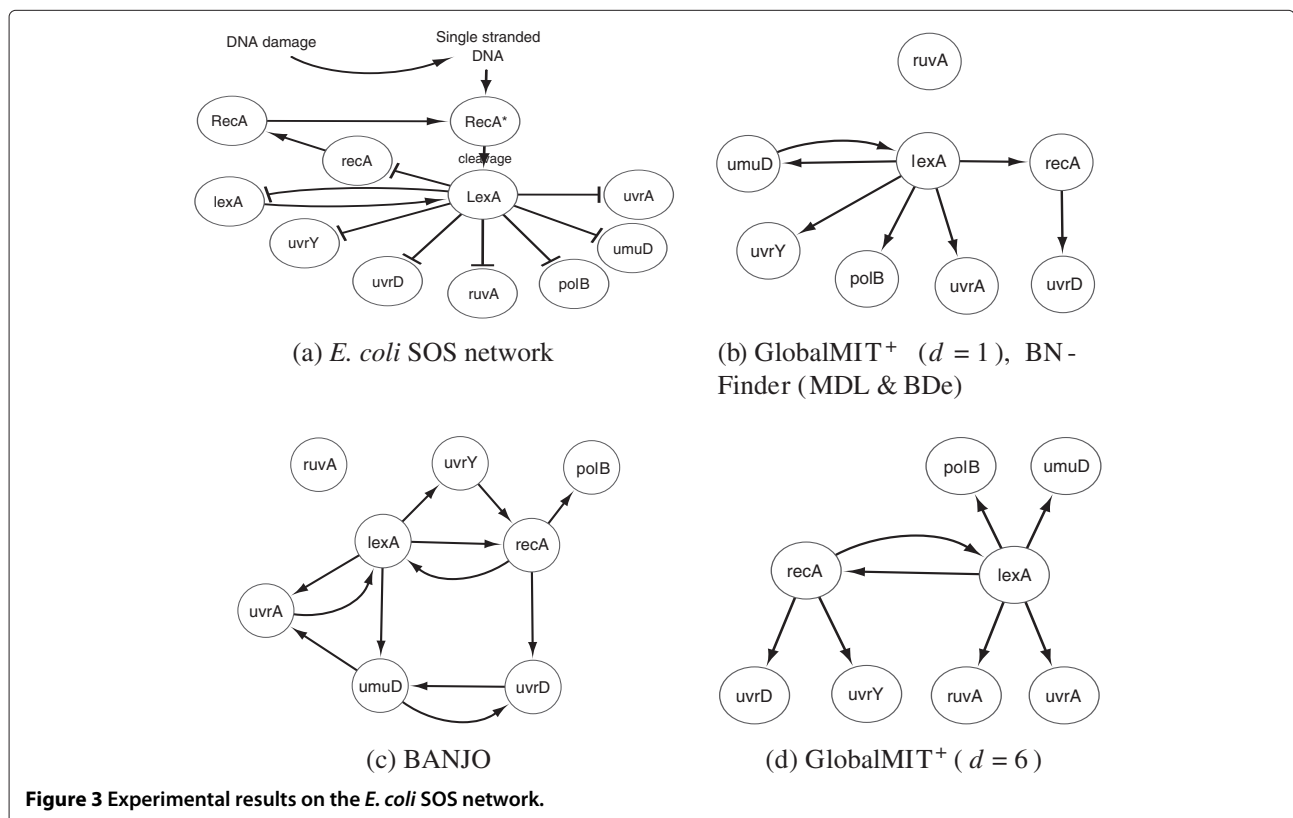 DNA damage
Single stranded
DNA
RecA
RecA*
cleavage
recA
lexA
LexA
uvrA
uvrY
umuD
uvrD
ruvA
polB
(a) E. coli SOS network
ruvA
umuD
lexA
recA
uvrY
polB
uvrA
uvrD
(b) GlobalMIT+ (d = 1), BN-
Finder (MDL & BDe)
ruvA
uvrY
polB
lexA
recA
uvrA
umuD
uvrD
(c) BANJO
polB
umuD
recA
lexA
uvrD
uvrY
ruvA
uvrA
(d) GlobalMIT+ (d = 6)
Figure 3 Experimental results on the E. coli SOS network.